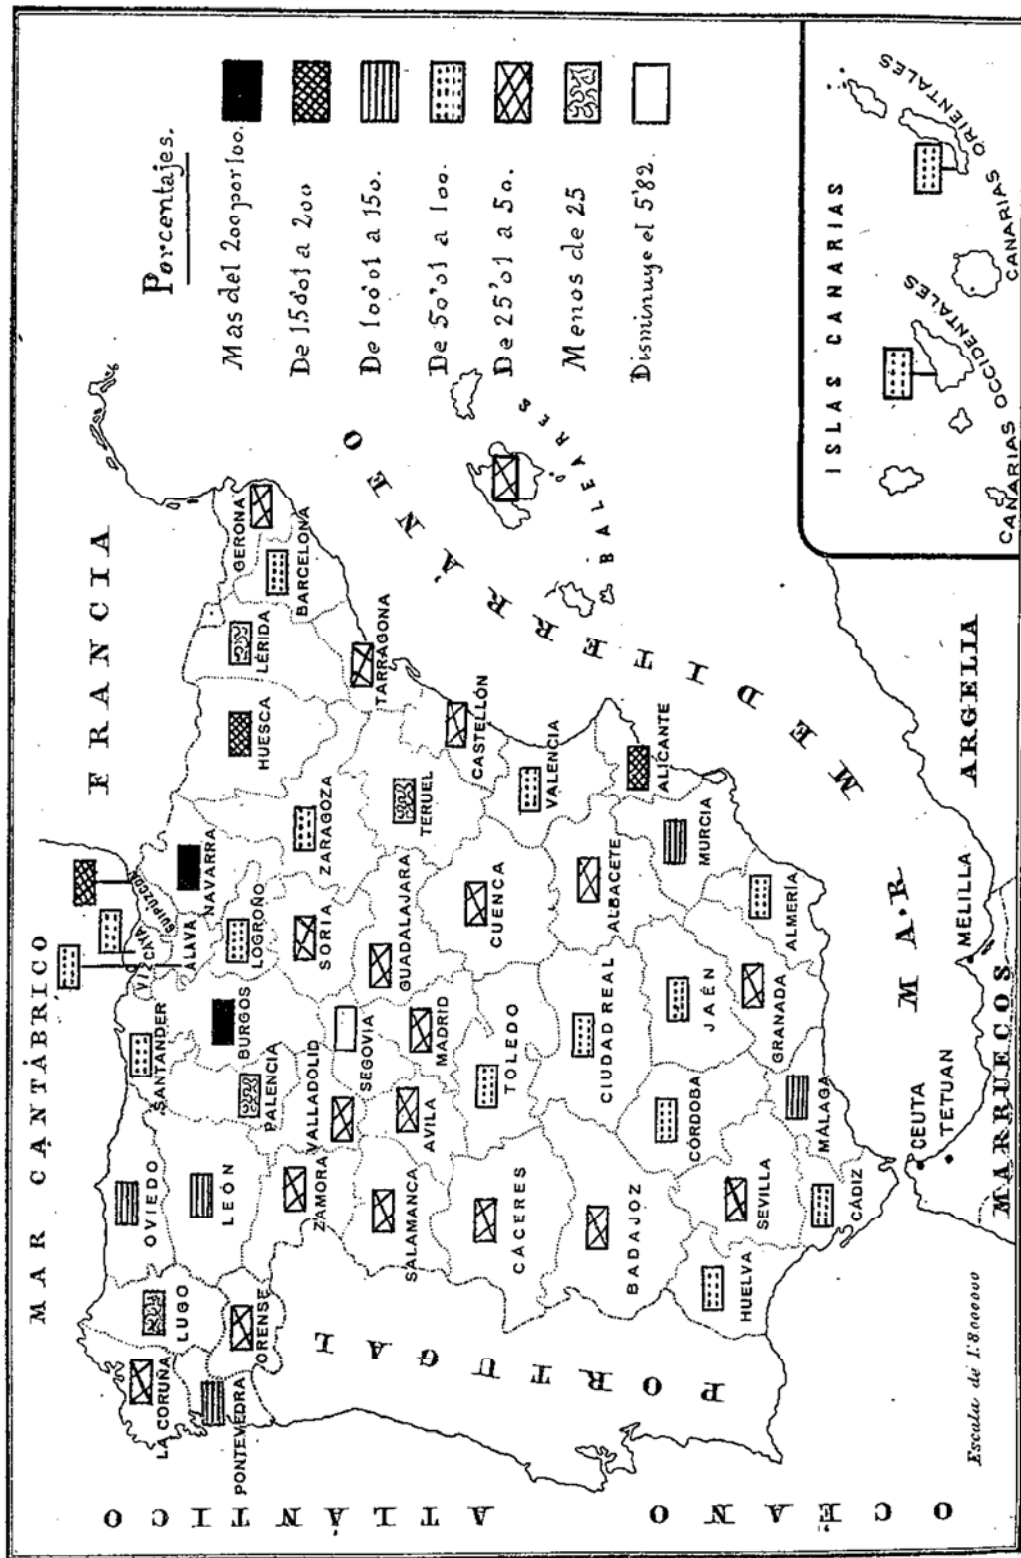 MAR CANTÁBRICO
FRANCIA
Porcentajes.
Mas del 200 por 100.
De 150'01 a 200
De 100'01 a 150.
De 50'01 a 100.
De 25'01 a 50.
Menos de 25
Disminuye el 5'82.
LA CORUÑA
LUGO
OVIEDO
SANTANDER
VIZCAYA
GUIPÚZCOA
ALAVA
NAVARRA
PONTEVEDRA
ORENSE
LEÓN
PALENCIA
BURGOS
LOGROÑO
HUESCA
LÉRIDA
GERONA
BARCELONA
ZAMORA
VALLADOLID
SORIA
ZARAGOZA
TARRAGONA
SALAMANCA
AVILA
SEGOVIA
MADRID
GUADALAJARA
TERUEL
CASTELLÓN
CÁCERES
TOLEDO
CUENCA
VALENCIA
BADAJOZ
CIUDAD REAL
ALBACETE
ALICANTE
HUELVA
SEVILLA
CÓRDOBA
JAÉN
MURCIA
CÁDIZ
MÁLAGA
GRANADA
ALMERÍA
BALEARES
PORTUGAL
OCEANO ATLÁNTICO
MAR MEDITERRÁNEO
CEUTA
TETUAN
MELILLA
MARRUECOS
ARGELIA
ISLAS CANARIAS
CANARIAS OCCIDENTALES
CANARIAS ORIENTALES
Escala de 1:8.000000